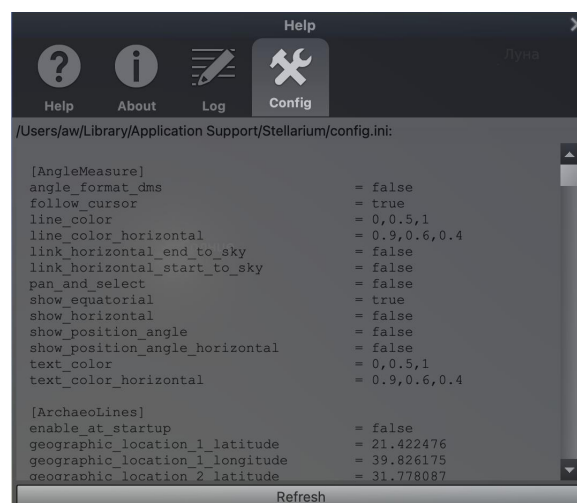 Help
Луна
Help About Log Config
/Users/aw/Library/Application Support/Stellarium/config.ini:
[AngleMeasure]
angle_format_dms = false
follow_cursor = true
line_color = 0,0.5,1
line_color_horizontal = 0.9,0.6,0.4
link_horizontal_end_to_sky = false
link_horizontal_start_to_sky = false
pan_and_select = false
show_equatorial = true
show_horizontal = false
show_position_angle = false
show_position_angle_horizontal = false
text_color = 0,0.5,1
text_color_horizontal = 0.9,0.6,0.4
[ArchaeoLines]
enable_at_startup = false
geographic_location_1_latitude = 21.422476
geographic_location_1_longitude = 39.826175
geographic_location_2_latitude = 31.778087
Refresh